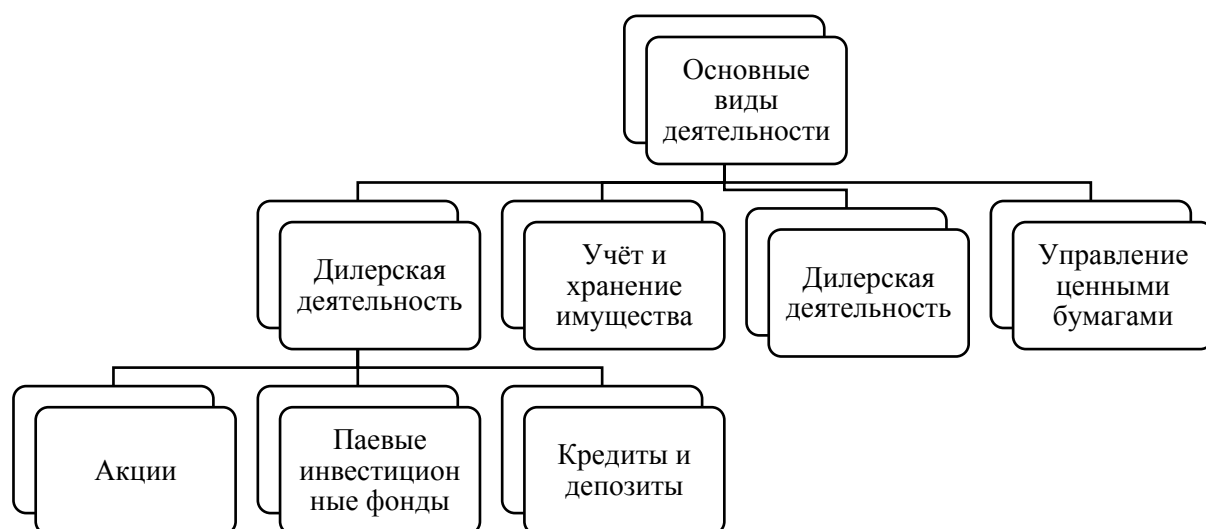 Основные
виды
деятельности
Дилерская
деятельность
Учёт и
хранение
имущества
Дилерская
деятельность
Управление
ценными
бумагами
Акции
Паевые
инвестицион
ные фонды
Кредиты и
депозиты